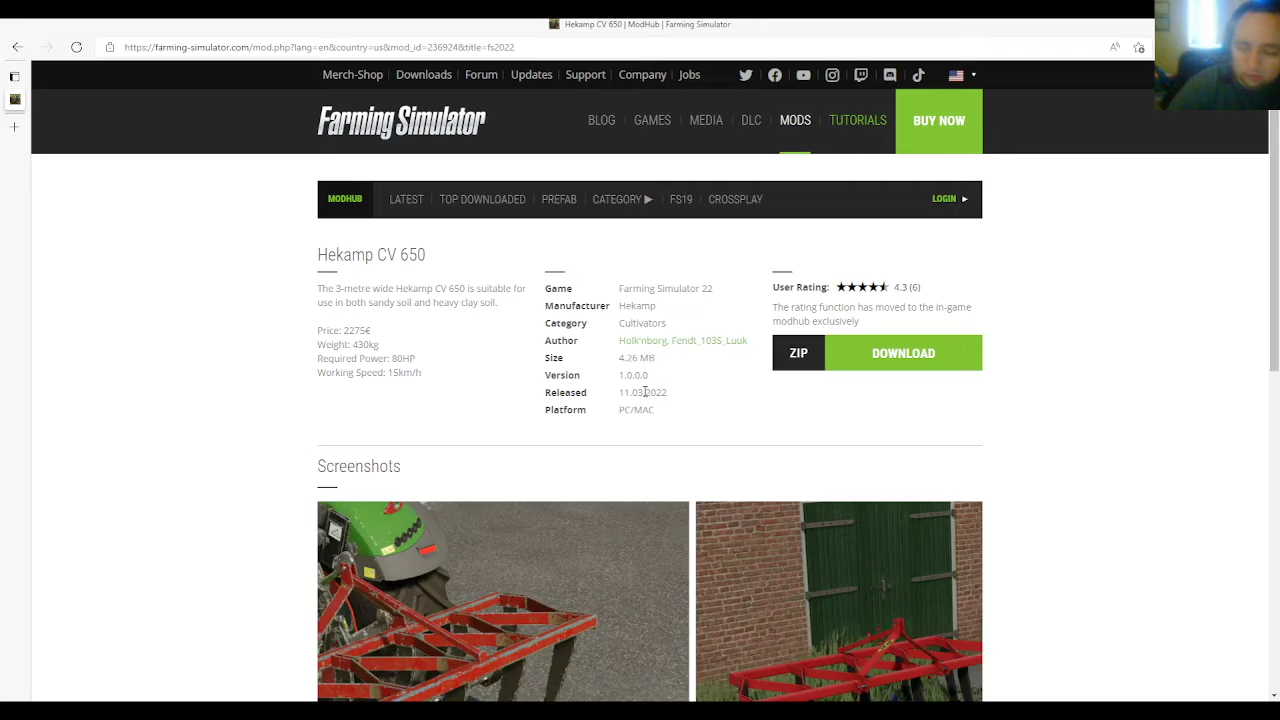 Hekamp CV 650 | ModHub | Farming Simulator
https://farming-simulator.com/mod.php?lang=en&country=us&mod_id=236924&title=fs2022
Merch-Shop Downloads Forum Updates Support Company Jobs
Farming Simulator
BLOG GAMES MEDIA DLC MODS TUTORIALS BUY NOW
MODHUB LATEST TOP DOWNLOADED PREFAB CATEGORY ▶ FS19 CROSSPLAY LOGIN ▶
Hekamp CV 650
The 3-metre wide Hekamp CV 650 is suitable for
use in both sandy soil and heavy clay soil.
Price: 2275€
Weight: 430kg
Required Power: 80HP
Working Speed: 15km/h
Game Farming Simulator 22
Manufacturer Hekamp
Category Cultivators
Author Holk'nborg, Fendt_103S_Luuk
Size 4.26 MB
Version 1.0.0.0
Released 11.03.2022
Platform PC/MAC
User Rating: 4.3 (6)
The rating function has moved to the in-game
modhub exclusively
ZIP DOWNLOAD
Screenshots